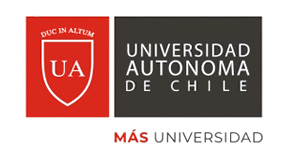 DUC IN ALTUM
UA
UNIVERSIDAD
AUTONOMA
DE CHILE
MÁS UNIVERSIDAD